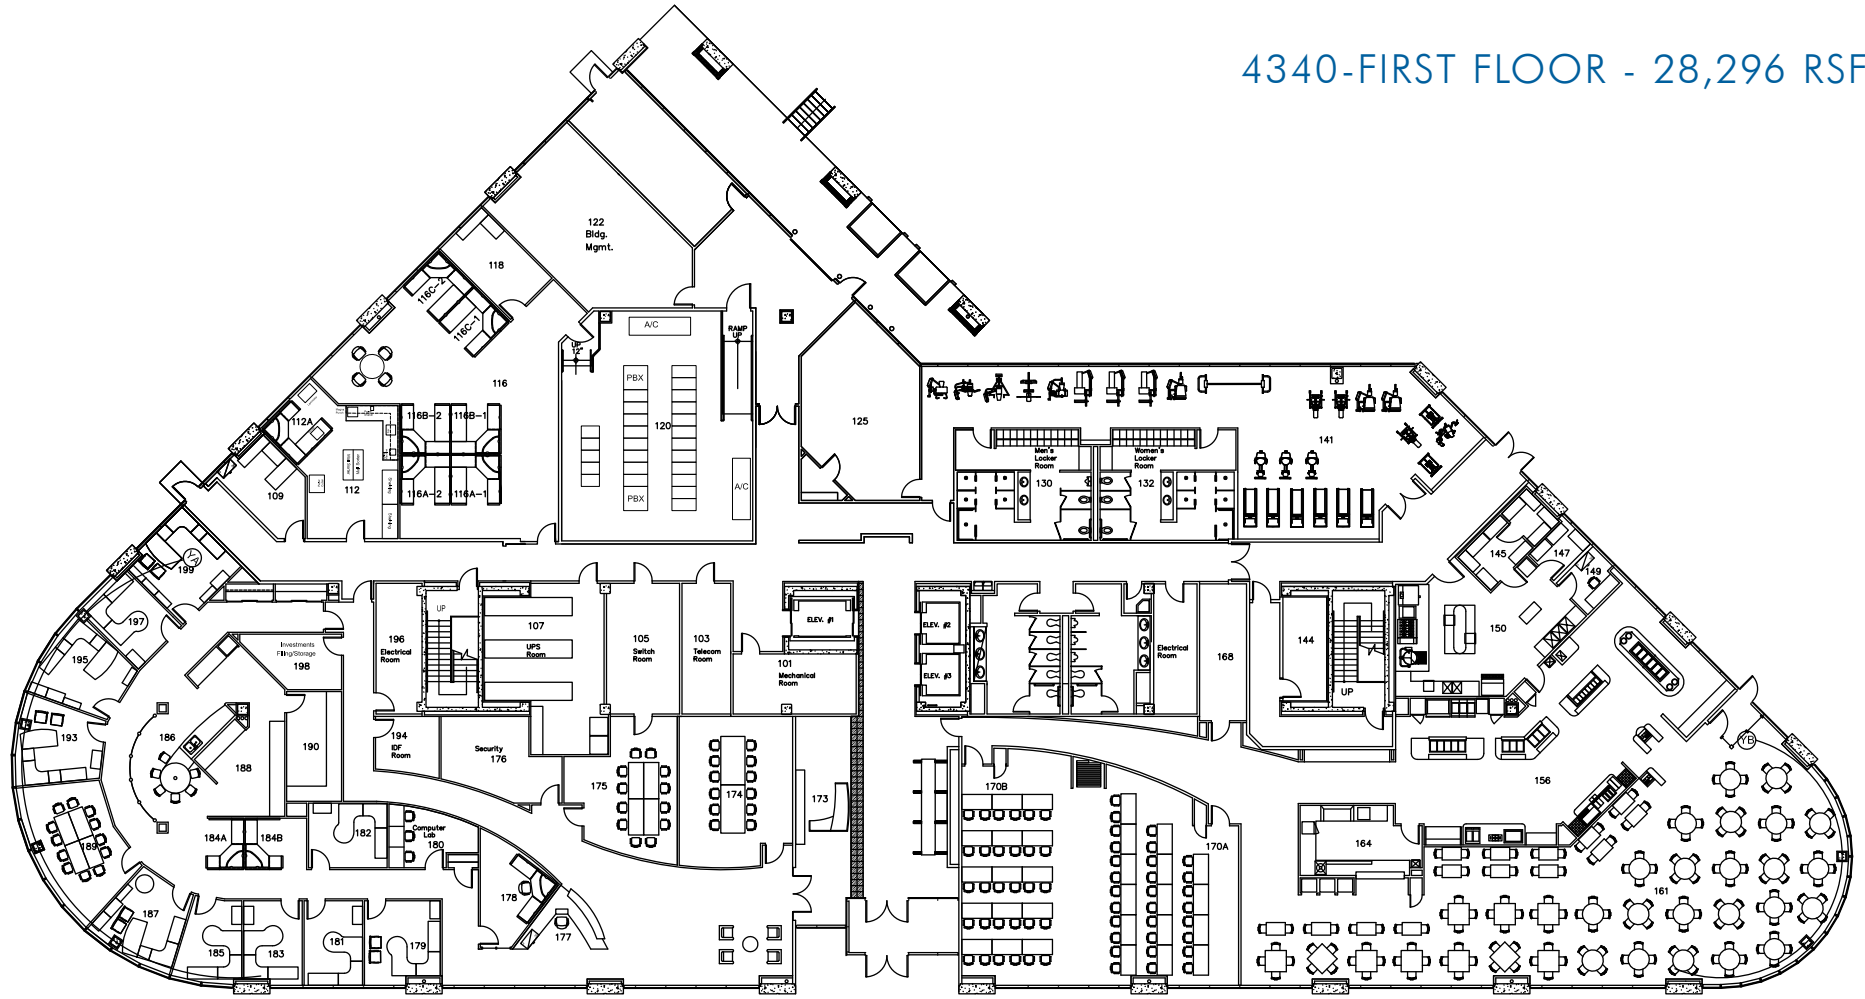 4340-FIRST FLOOR - 28,296 RSF
122
Bldg.
Mgmt.
118
116C-2
116C-1
A/C
RAMP
UP
UP
12"
116
PBX
120
125
141
112A
116B-2
116B-1
Men's
Locker
Room
Women's
Locker
Room
109
112
116A-2
116A-1
PBX
A/C
130
132
145
147
149
YA
199
197
195
UP
107
UPS
Room
105
Switch
Room
103
Telecom
Room
ELEV. #1
ELEV. #2
ELEV. #3
101
Mechanical
Room
196
Electrical
Room
Investments
Filing/Storage
198
Electrical
Room
168
144
UP
150
193
186
188
190
194
IDF
Room
Security
176
175
174
173
170B
156
YB
184A
184B
182
Computer
Lab
180
189
170A
164
161
187
178
177
185
183
181
179